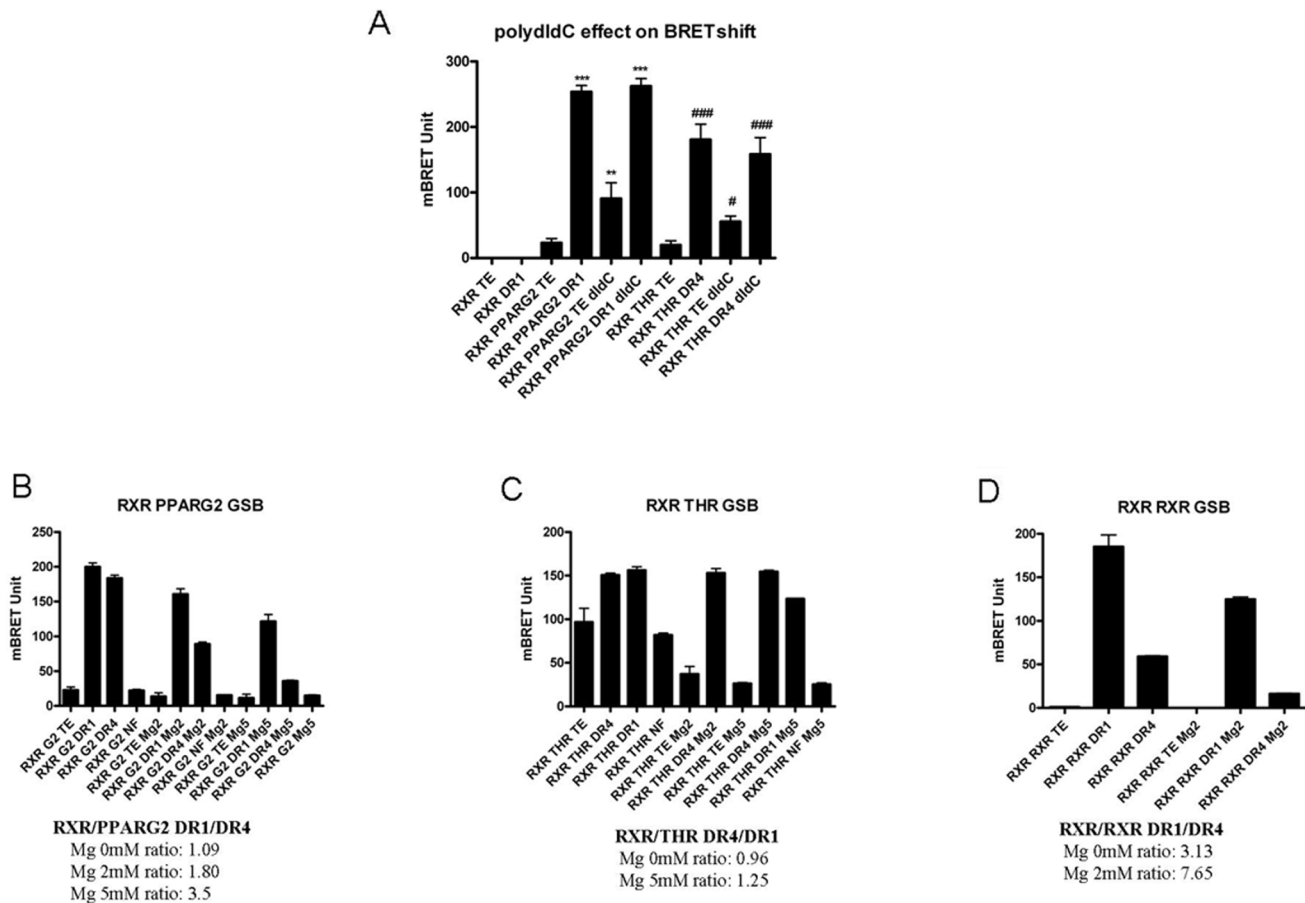 A
polydIdC effect on BRETshift
mBRET Unit
300
200
100
0
***
***
**
###
#
###
RXR TE
RXR DR1
RXR PPARG2 TE
RXR PPARG2 DR1
RXR PPARG2 TE dIdC
RXR PPARG2 DR1 dIdC
RXR THR TE
RXR THR DR4
RXR THR TE dIdC
RXR THR DR4 dIdC
B
RXR PPARG2 GSB
mBRET Unit
250
200
150
100
50
0
RXR G2 TE
RXR G2 DR1
RXR G2 DR4
RXR G2 NF
RXR G2 TE Mg2
RXR G2 DR1 Mg2
RXR G2 DR4 Mg2
RXR G2 NF Mg2
RXR G2 TE Mg5
RXR G2 DR1 Mg5
RXR G2 DR4 Mg5
RXR G2 NF Mg5
RXR/PPARG2 DR1/DR4
Mg 0mM ratio: 1.09
Mg 2mM ratio: 1.80
Mg 5mM ratio: 3.5
C
RXR THR GSB
mBRET Unit
200
150
100
50
0
RXR THR TE
RXR THR DR4
RXR THR DR1
RXR THR NF
RXR THR TE Mg2
RXR THR DR4 Mg2
RXR THR TE Mg5
RXR THR DR4 Mg5
RXR THR DR1 Mg5
RXR THR NF Mg5
RXR/THR DR4/DR1
Mg 0mM ratio: 0.96
Mg 5mM ratio: 1.25
D
RXR RXR GSB
mBRET Unit
200
150
100
50
0
RXR RXR TE
RXR RXR DR1
RXR RXR DR4
RXR RXR TE Mg2
RXR RXR DR1 Mg2
RXR RXR DR4 Mg2
RXR/RXR DR1/DR4
Mg 0mM ratio: 3.13
Mg 2mM ratio: 7.65